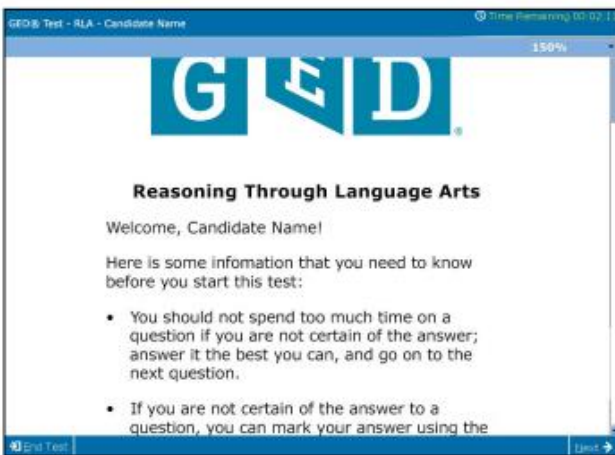 GED® Test - RLA - Candidate Name
Time Remaining 00:02:1
150%
GED®
Reasoning Through Language Arts
Welcome, Candidate Name!
Here is some infomation that you need to know
before you start this test:
• You should not spend too much time on a
question if you are not certain of the answer;
answer it the best you can, and go on to the
next question.
• If you are not certain of the answer to a
question, you can mark your answer using the
End Test
Next